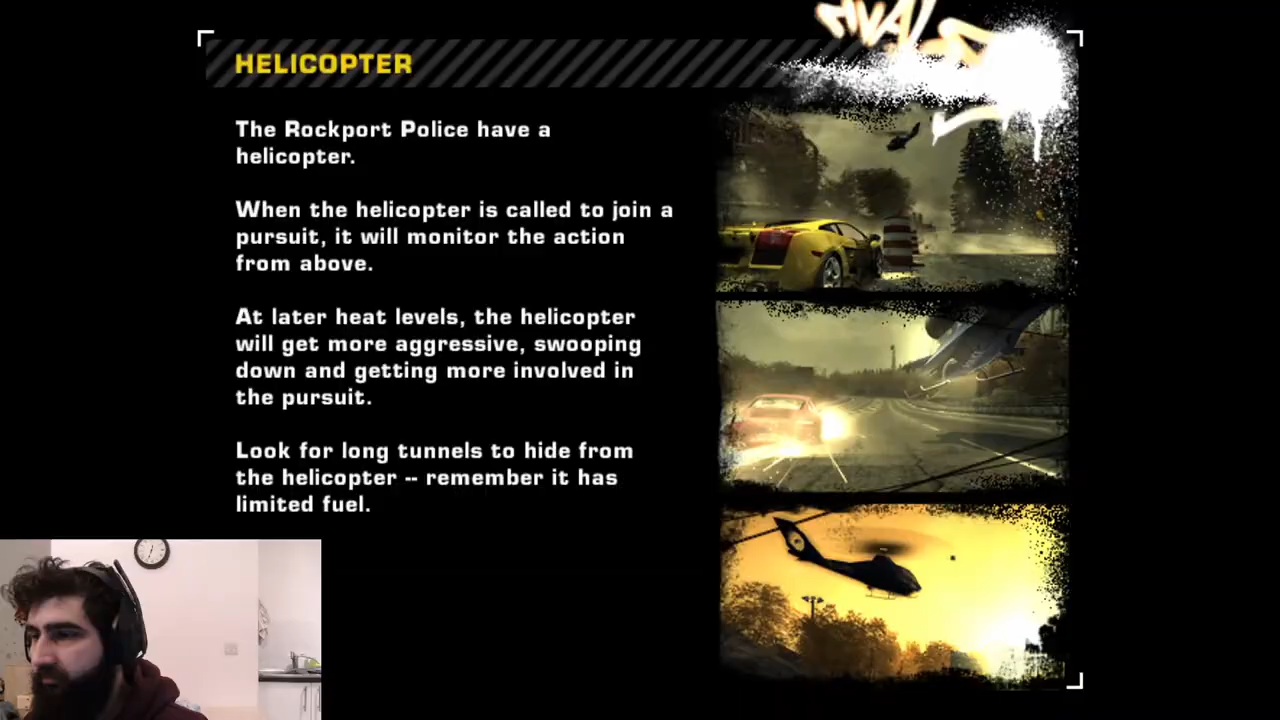 HELICOPTER
The Rockport Police have a
helicopter.
When the helicopter is called to join a
pursuit, it will monitor the action
from above.
At later heat levels, the helicopter
will get more aggressive, swooping
down and getting more involved in
the pursuit.
Look for long tunnels to hide from
the helicopter -- remember it has
limited fuel.